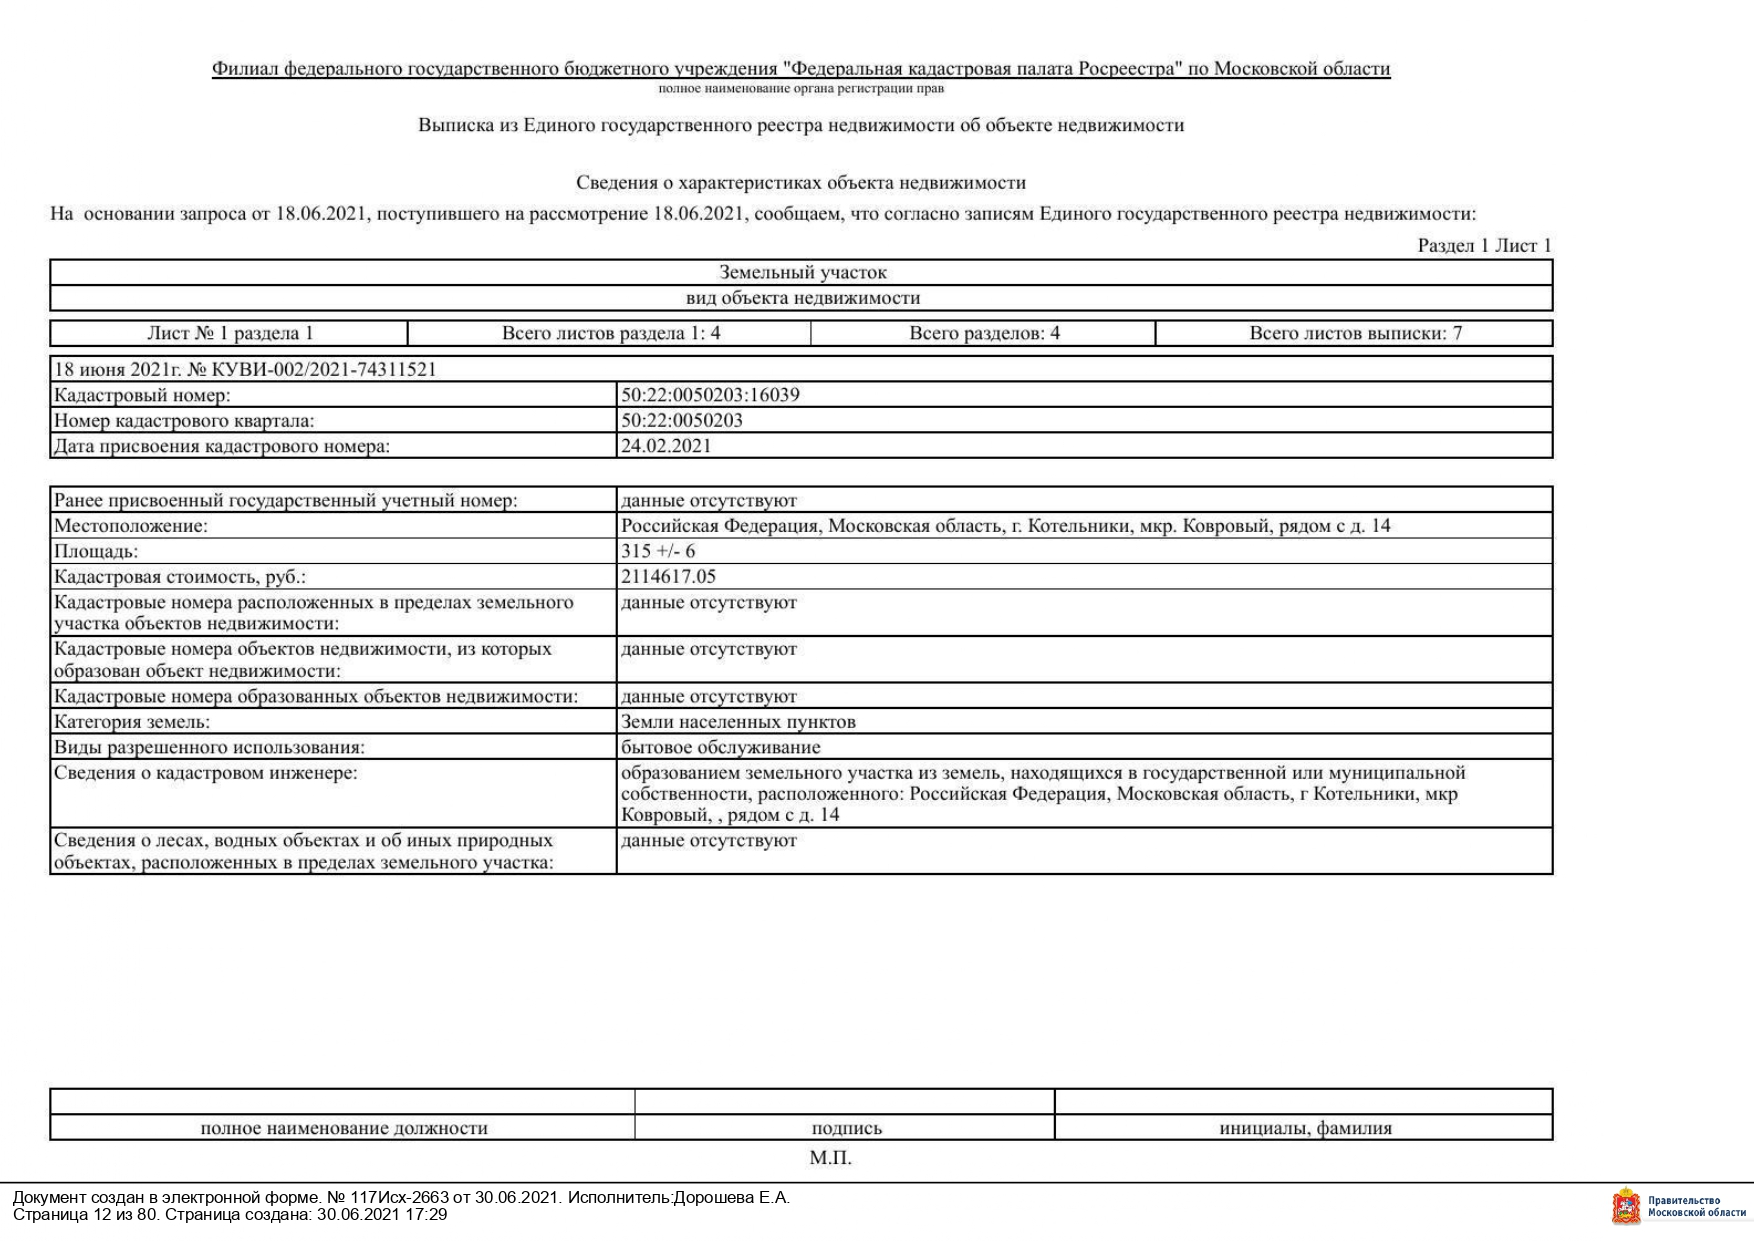 Филиал федерального государственного бюджетного учреждения "Федеральная кадастровая палата Росреестра" по Московской области
полное наименование органа регистрации прав
Выписка из Единого государственного реестра недвижимости об объекте недвижимости
Сведения о характеристиках объекта недвижимости
На основании запроса от 18.06.2021, поступившего на рассмотрение 18.06.2021, сообщаем, что согласно записям Единого государственного реестра недвижимости:
Раздел 1 Лист 1
Земельный участок
вид объекта недвижимости
Лист № 1 раздела 1 Всего листов раздела 1: 4 Всего разделов: 4 Всего листов выписки: 7
18 июня 2021г. № КУВИ-002/2021-74311521
Кадастровый номер: 50:22:0050203:16039
Номер кадастрового квартала: 50:22:0050203
Дата присвоения кадастрового номера: 24.02.2021
Ранее присвоенный государственный учетный номер: данные отсутствуют
Местоположение: Российская Федерация, Московская область, г. Котельники, мкр. Ковровый, рядом с д. 14
Площадь: 315 +/- 6
Кадастровая стоимость, руб.: 2114617.05
Кадастровые номера расположенных в пределах земельного данные отсутствуют
участка объектов недвижимости:
Кадастровые номера объектов недвижимости, из которых данные отсутствуют
образован объект недвижимости:
Кадастровые номера образованных объектов недвижимости: данные отсутствуют
Категория земель: Земли населенных пунктов
Виды разрешенного использования: бытовое обслуживание
Сведения о кадастровом инженере: образованием земельного участка из земель, находящихся в государственной или муниципальной
собственности, расположенного: Российская Федерация, Московская область, г Котельники, мкр
Ковровый, , рядом с д. 14
Сведения о лесах, водных объектах и об иных природных данные отсутствуют
объектах, расположенных в пределах земельного участка:
полное наименование должности подпись инициалы, фамилия
М.П.
Документ создан в электронной форме. № 117Исх-2663 от 30.06.2021. Исполнитель:Дорошева Е.А.
Страница 12 из 80. Страница создана: 30.06.2021 17:29
Правительство
Московской области